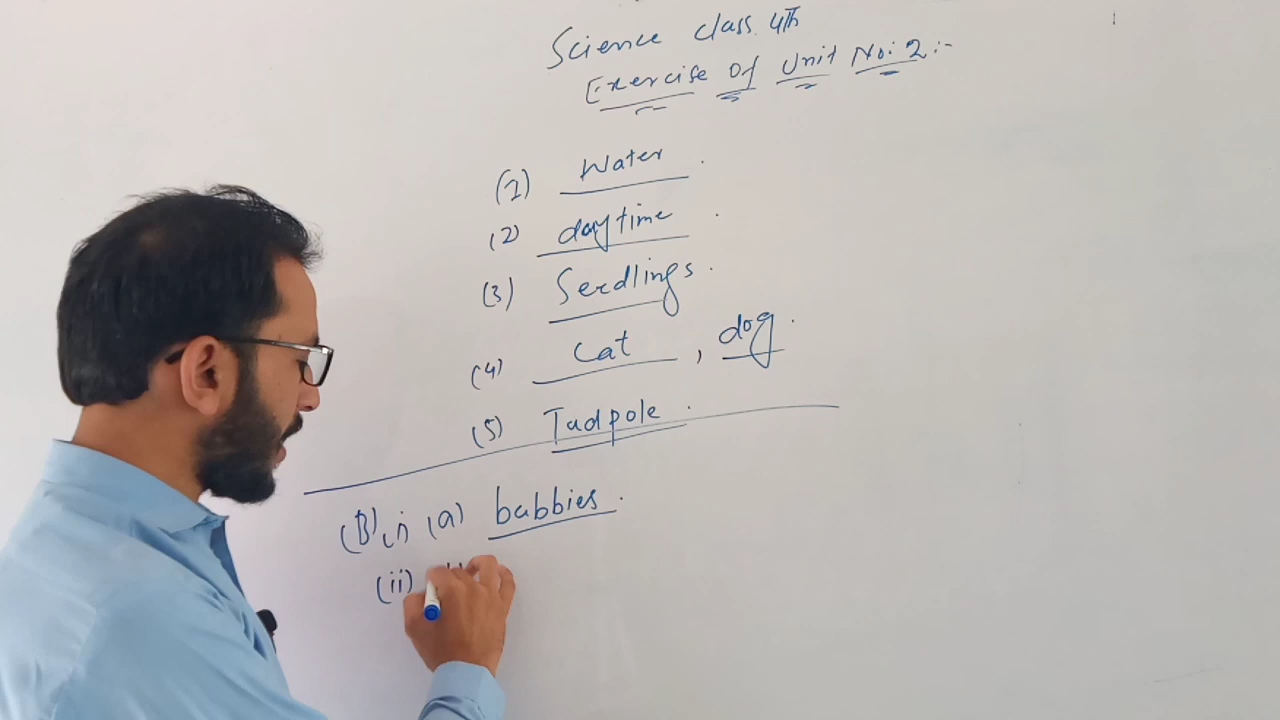 Science class 4th
Exercise of Unit No: 2:-
(1) Water.
(2) daytime.
(3) Seedlings.
(4) Cat, dog.
(5) Tadpole.
(B) (i) (a) babbies.
(ii)